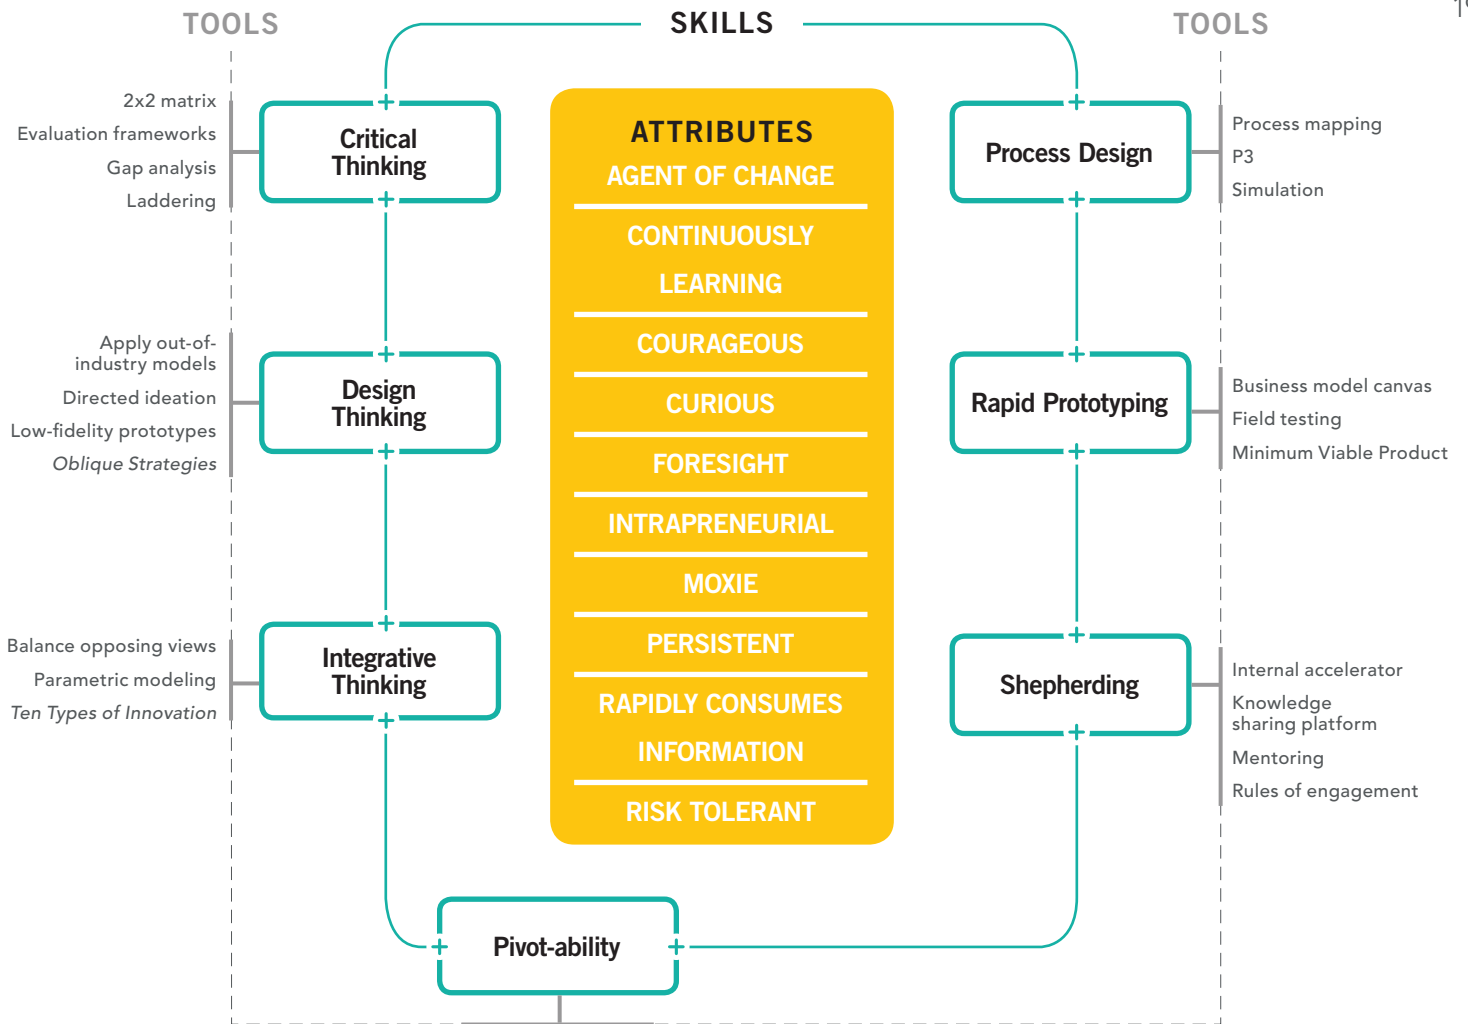 TOOLS
SKILLS
TOOLS
2x2 matrix
Evaluation frameworks
Gap analysis
Laddering
Critical
Thinking
Apply out-of-
industry models
Directed ideation
Low-fidelity prototypes
Oblique Strategies
Design
Thinking
Balance opposing views
Parametric modeling
Ten Types of Innovation
Integrative
Thinking
ATTRIBUTES
AGENT OF CHANGE
CONTINUOUSLY
LEARNING
COURAGEOUS
CURIOUS
FORESIGHT
INTRAPRENEURIAL
MOXIE
PERSISTENT
RAPIDLY CONSUMES
INFORMATION
RISK TOLERANT
Process Design
Process mapping
P3
Simulation
Rapid Prototyping
Business model canvas
Field testing
Minimum Viable Product
Shepherding
Internal accelerator
Knowledge
sharing platform
Mentoring
Rules of engagement
Pivot-ability